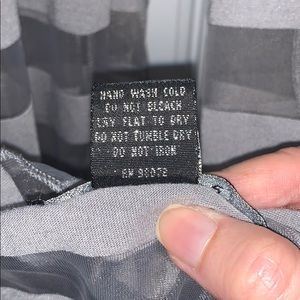 HAND WASH COLD
DO NOT BLEACH
LAY FLAT TO DRY
DO NOT TUMBLE DRY
DO NOT IRON